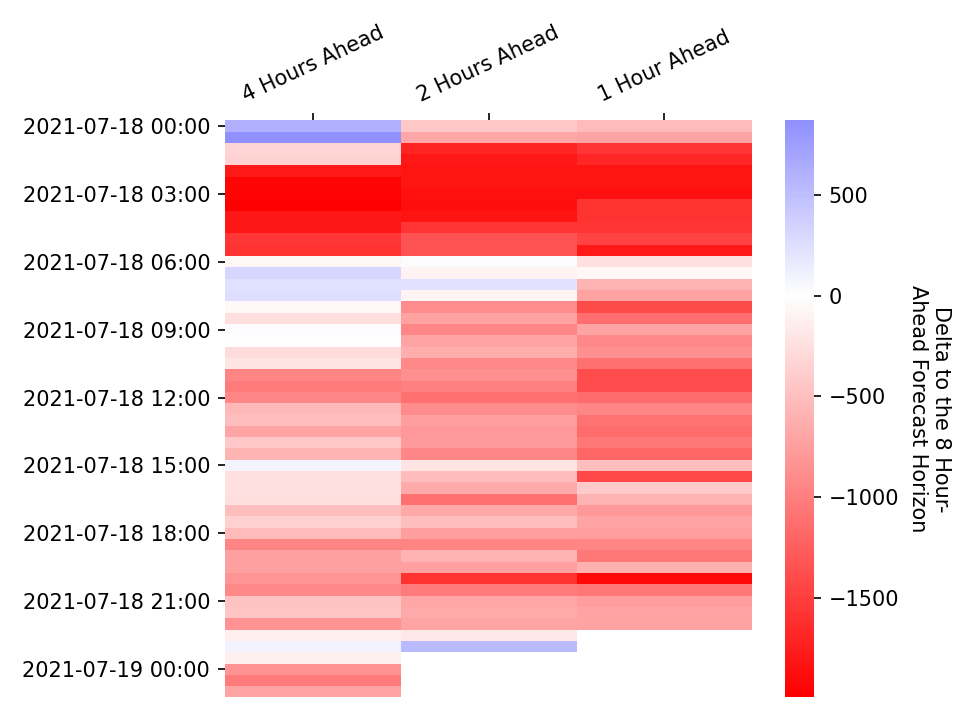 4 Hours Ahead
2 Hours Ahead
1 Hour Ahead
2021-07-18 00:00
2021-07-18 03:00
2021-07-18 06:00
2021-07-18 09:00
2021-07-18 12:00
2021-07-18 15:00
2021-07-18 18:00
2021-07-18 21:00
2021-07-19 00:00
500
0
−500
−1000
−1500
Delta to the 8 Hour-
Ahead Forecast Horizon